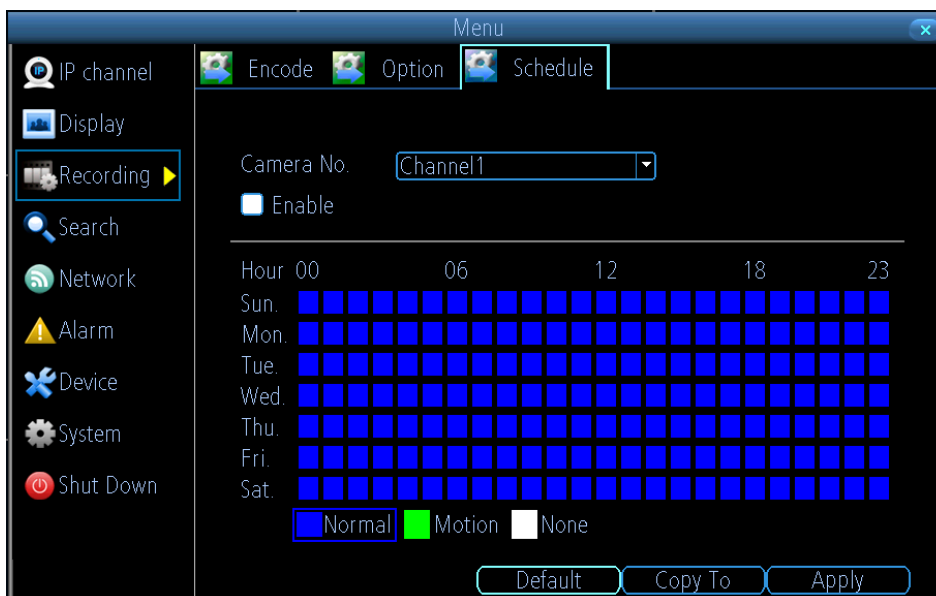 Menu
IP channel
Display
Recording
Search
Network
Alarm
Device
System
Shut Down
Encode Option Schedule
Camera No. Channel1
Enable
Hour 00 06 12 18 23
Sun.
Mon.
Tue.
Wed.
Thu.
Fri.
Sat.
Normal Motion None
Default Copy To Apply